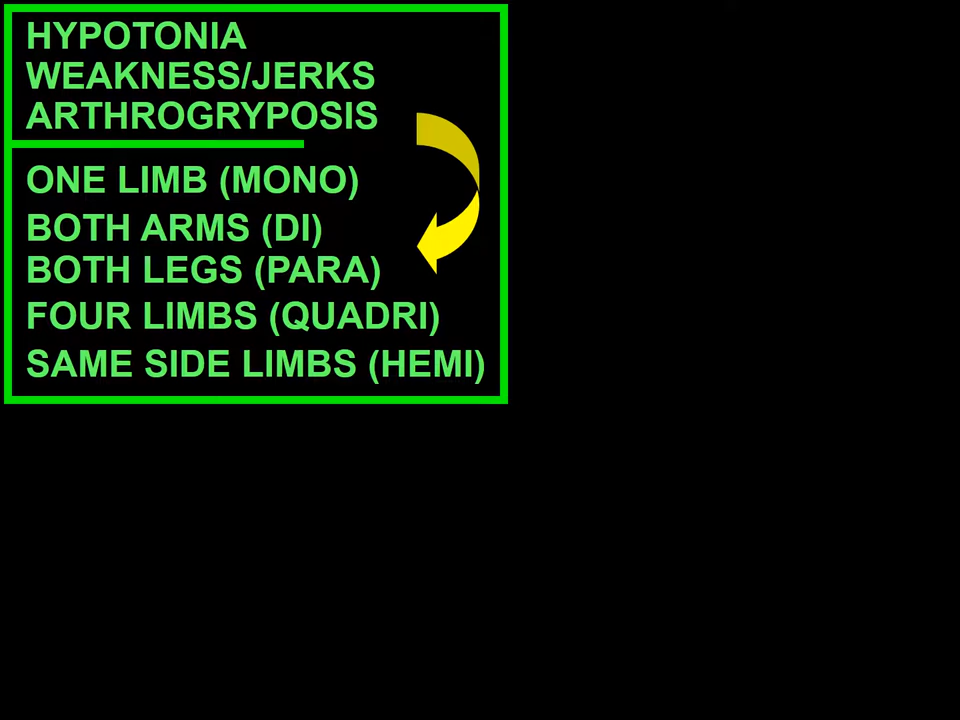 HYPOTONIA
WEAKNESS/JERKS
ARTHROGRYPOSIS
ONE LIMB (MONO)
BOTH ARMS (DI)
BOTH LEGS (PARA)
FOUR LIMBS (QUADRI)
SAME SIDE LIMBS (HEMI)